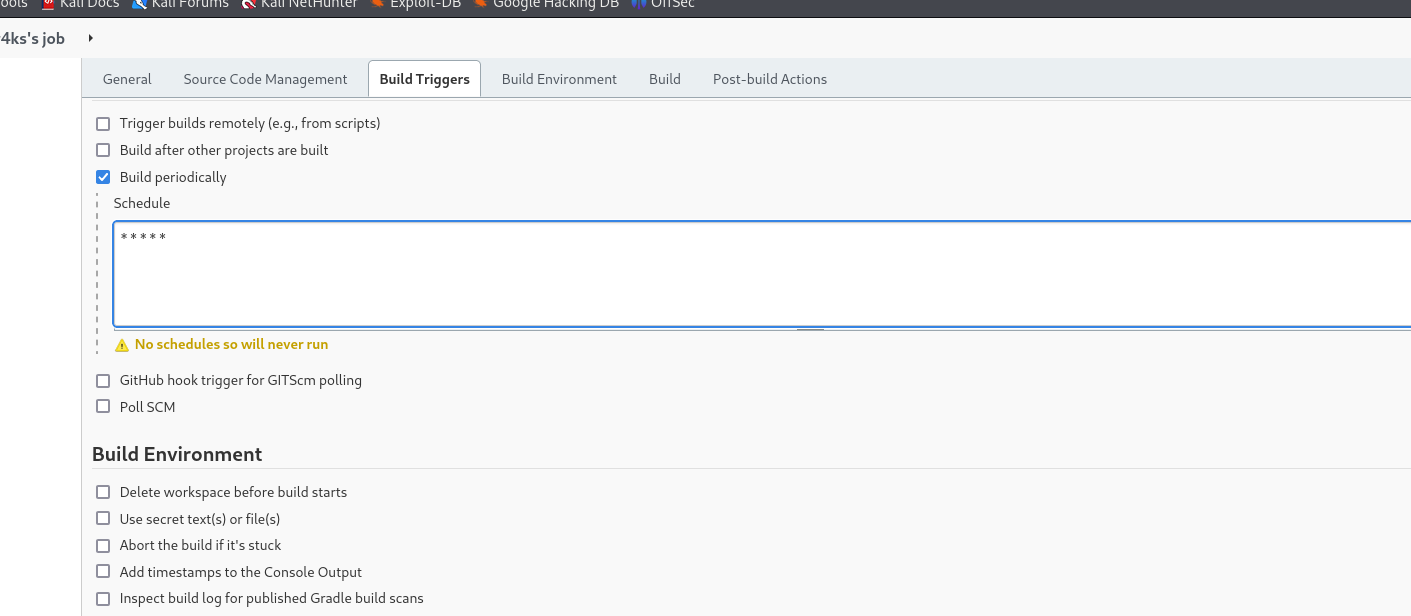 ools Kali Docs Kali Forums Kali NetHunter Exploit-DB Google Hacking DB OffSec
4ks's job
General Source Code Management Build Triggers Build Environment Build Post-build Actions
Trigger builds remotely (e.g., from scripts)
Build after other projects are built
Build periodically
Schedule
* * * * *
No schedules so will never run
GitHub hook trigger for GITScm polling
Poll SCM
Build Environment
Delete workspace before build starts
Use secret text(s) or file(s)
Abort the build if it's stuck
Add timestamps to the Console Output
Inspect build log for published Gradle build scans